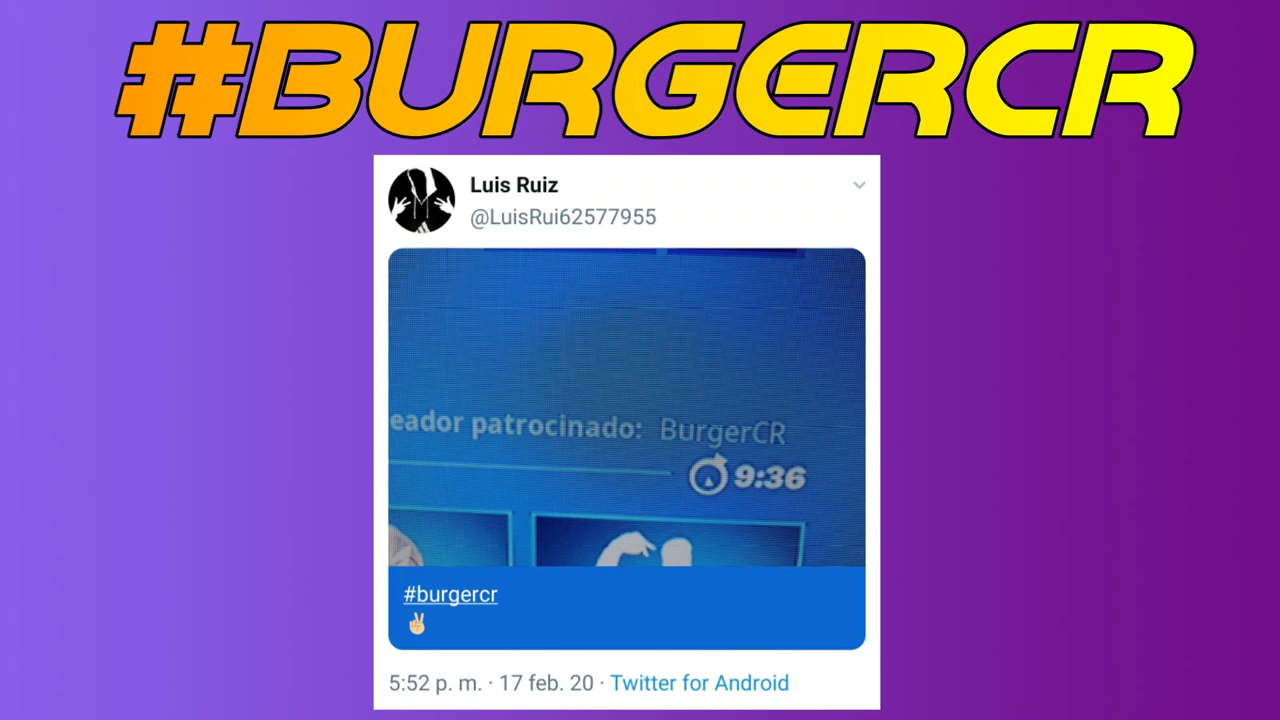 #BURGERCR
Luis Ruiz
@LuisRui62577955
eador patrocinado: BurgerCR
9:36
#burgercr
✌🏼
5:52 p. m. · 17 feb. 20 · Twitter for Android